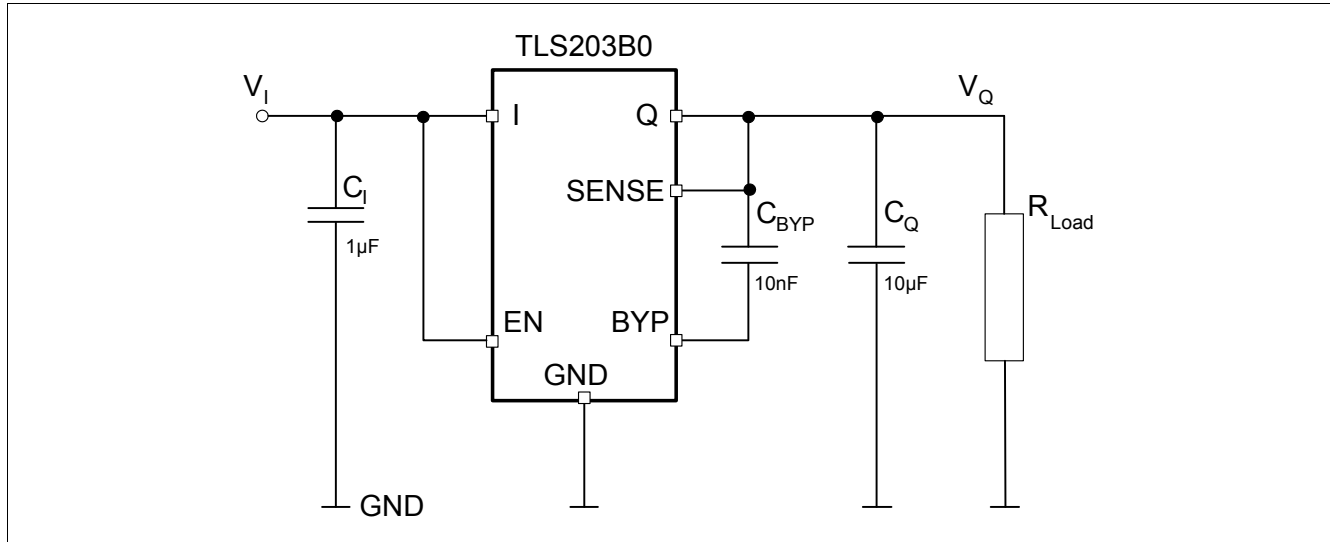 TLS203B0
V_I
I
Q
V_Q
C_I
1µF
SENSE
C_BYP
10nF
C_Q
10µF
R_Load
EN
BYP
GND
GND